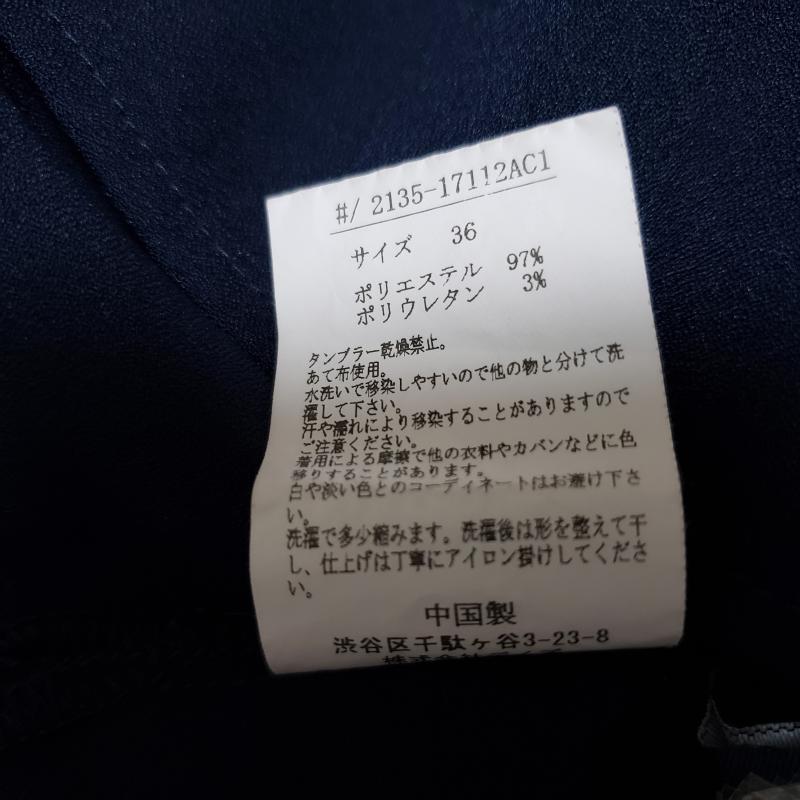 #/ 2135-17112AC1
サイズ 36
ポリエステル 97%
ポリウレタン 3%
タンブラー乾燥禁止。
あて布使用。
水洗いで移染しやすいので他の物と分けて洗
濯して下さい。
汗や濡れにより移染することがありますので
ご注意ください。
着用による摩擦で他の衣料やカバンなどに色
移りすることがあります。
白や淡い色とのコーディネートはお避け下さ
い。
洗濯で多少縮みます。洗濯後は形を整えて干
し、仕上げは丁寧にアイロン掛けしてくださ
い。
中国製
渋谷区千駄ヶ谷3-23-8
株式会社